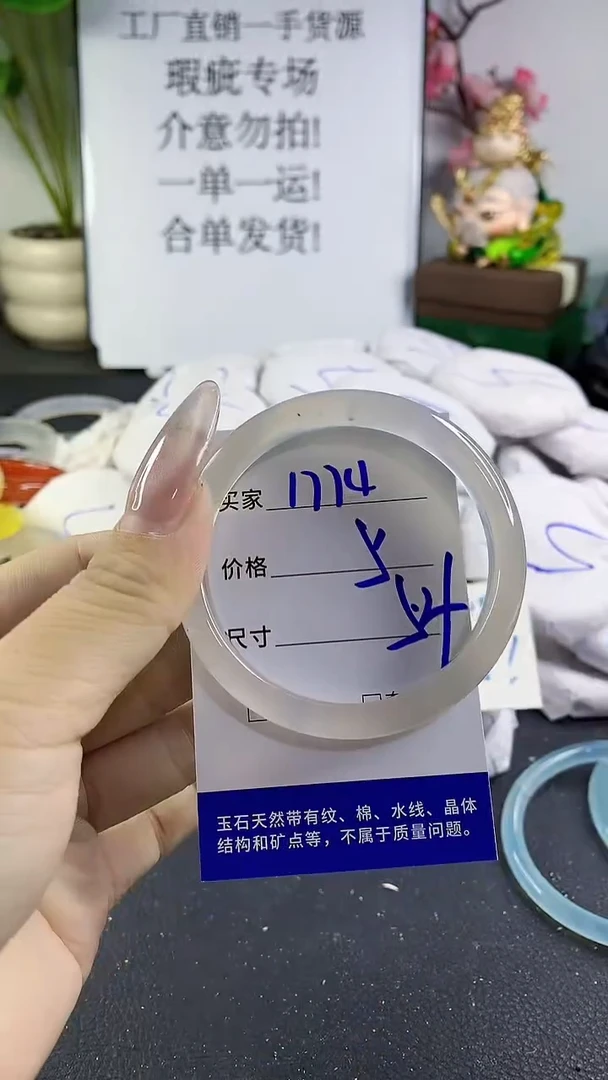 工厂直销一手货源
瑕疵专场
介意勿拍!
一单一运!
合单发货!
买家 1774
价格
尺寸
玉石天然带有纹、棉、水线、晶体
结构和矿点等，不属于质量问题。